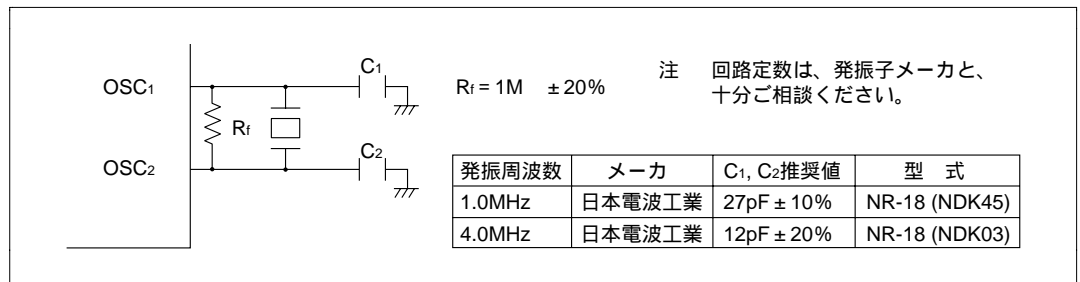 OSC1
OSC2
Rf
C1
C2
Rf = 1M ±20%
注 回路定数は、発振子メーカと、
十分ご相談ください。
発振周波数 メーカ C1, C2推奨値 型 式
1.0MHz 日本電波工業 27pF±10% NR-18 (NDK45)
4.0MHz 日本電波工業 12pF±20% NR-18 (NDK03)